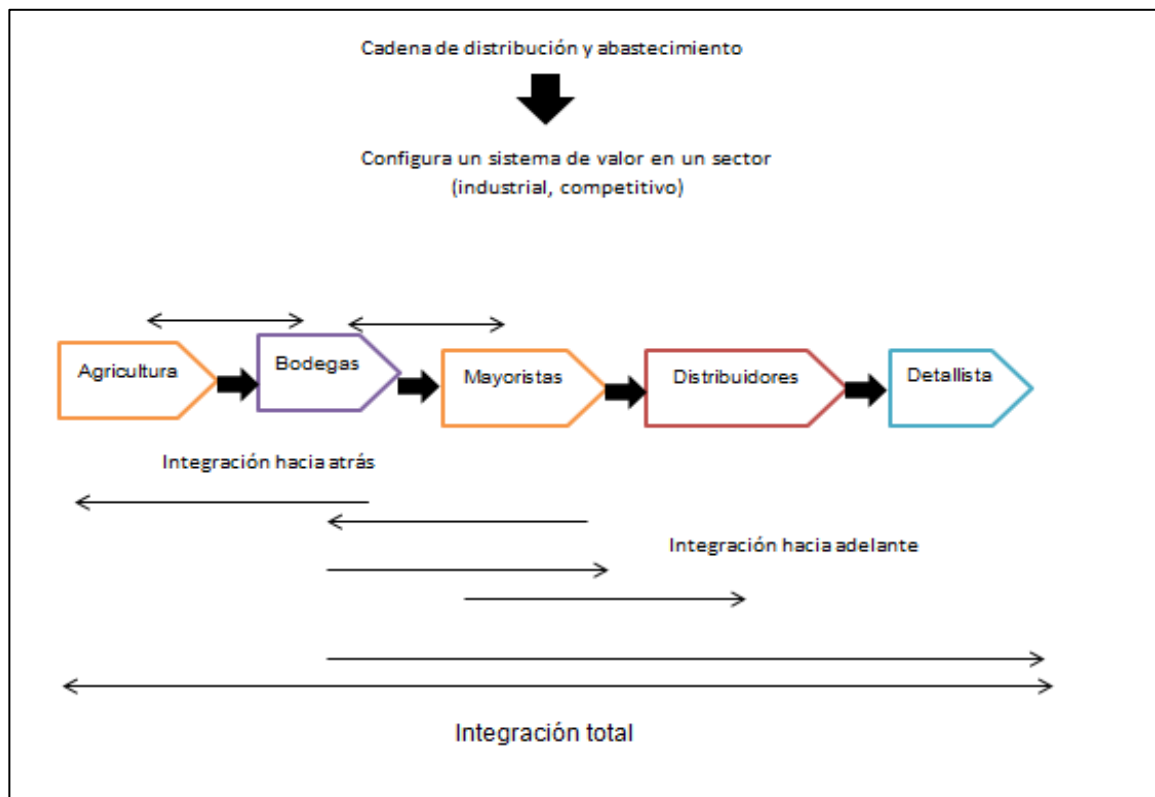 Cadena de distribución y abastecimiento
Configura un sistema de valor en un sector
(industrial, competitivo)
Agricultura
Bodegas
Mayoristas
Distribuidores
Detallista
Integración hacia atrás
Integración hacia adelante
Integración total